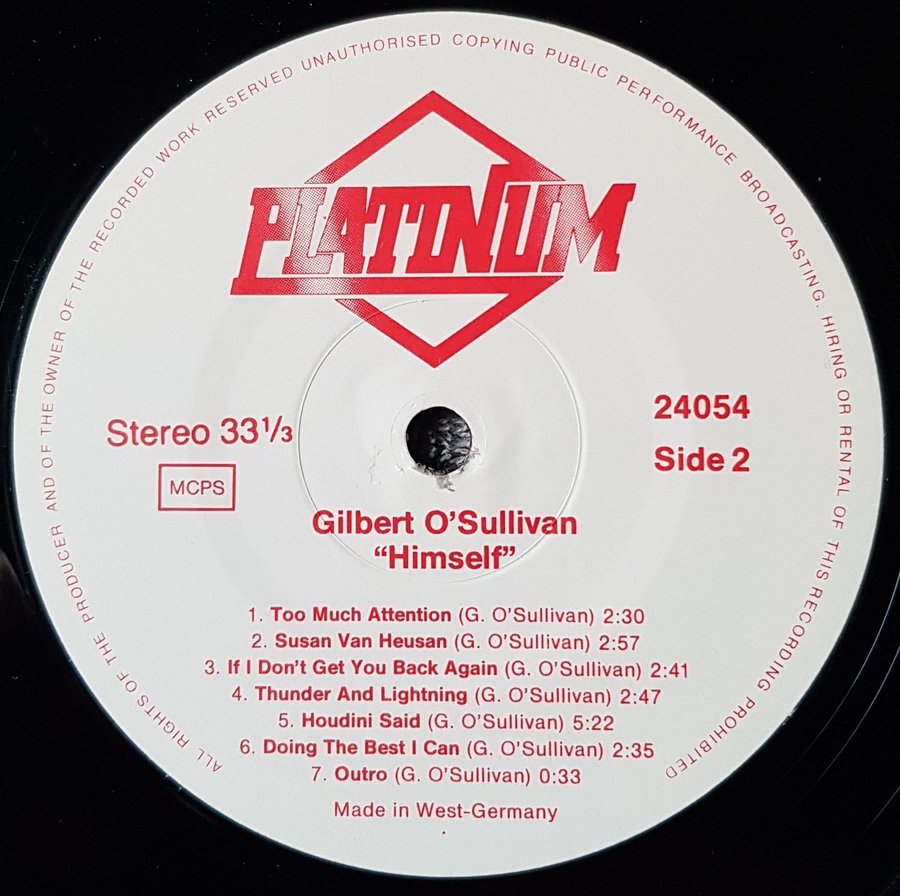 ALL RIGHTS OF THE PRODUCER AND OF THE OWNER OF THE RECORDED WORK RESERVED UNAUTHORISED COPYING PUBLIC PERFORMANCE BROADCASTING. HIRING OR RENTAL OF THIS RECORDING PROHIBITED
PLATINUM
Stereo 33⅓
MCPS
24054
Side 2
Gilbert O’Sullivan
“Himself”
1. Too Much Attention (G. O’Sullivan) 2:30
2. Susan Van Heusan (G. O’Sullivan) 2:57
3. If I Don’t Get You Back Again (G. O’Sullivan) 2:41
4. Thunder And Lightning (G. O’Sullivan) 2:47
5. Houdini Said (G. O’Sullivan) 5:22
6. Doing The Best I Can (G. O’Sullivan) 2:35
7. Outro (G. O’Sullivan) 0:33
Made in West-Germany